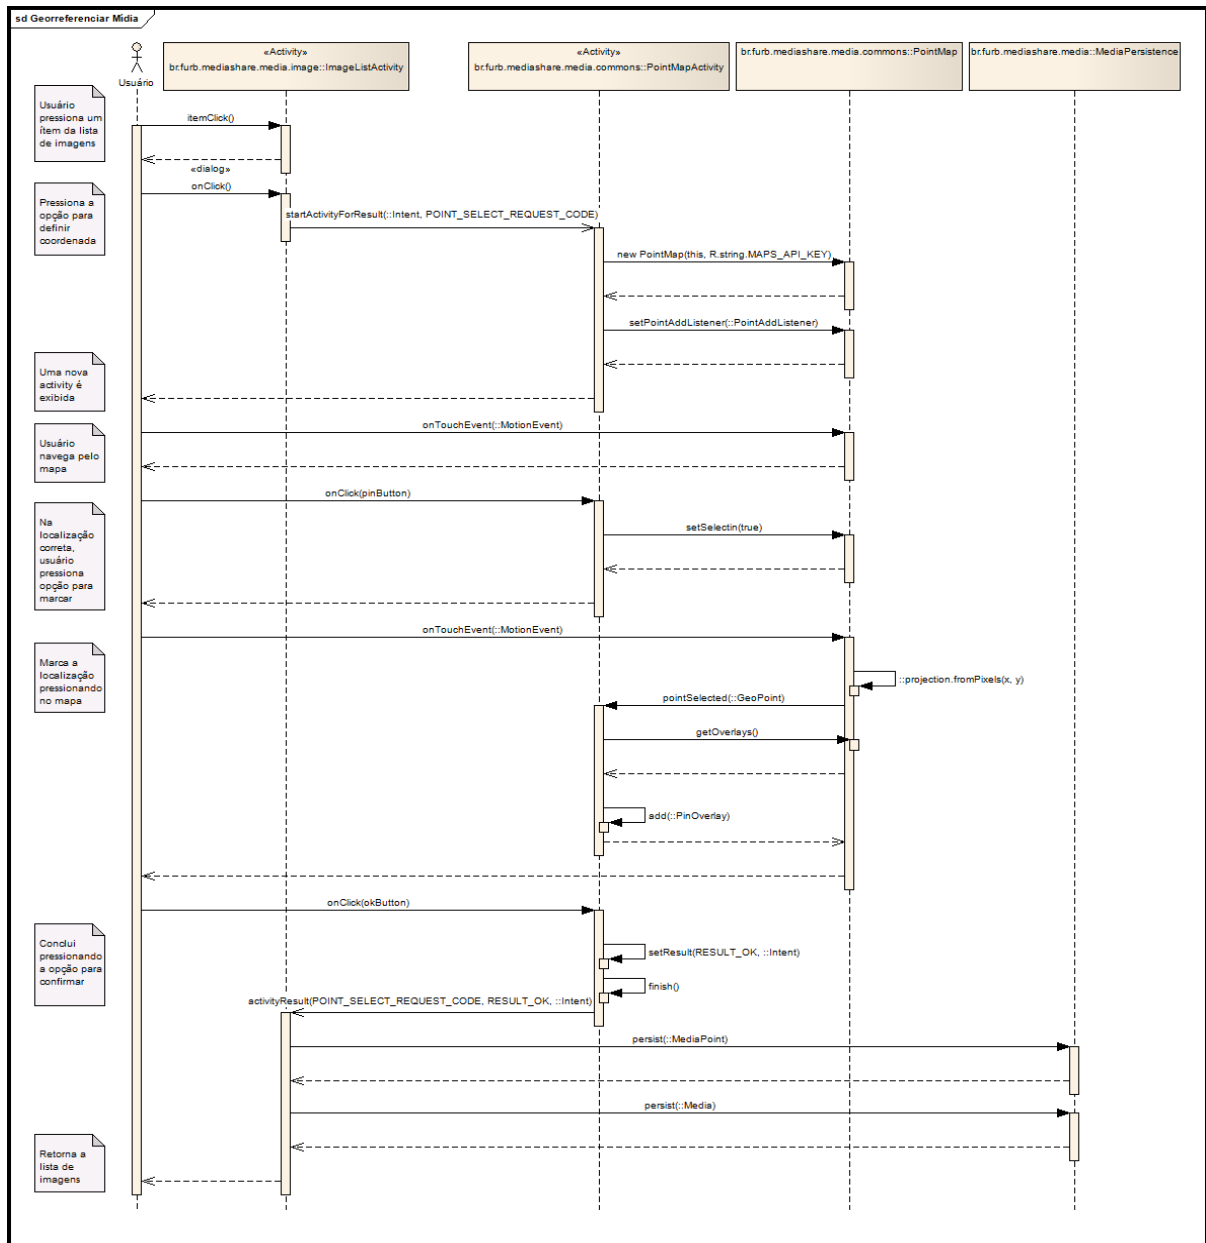 sd Georreferenciar Mídia
Usuário
«Activity»
br.furb.mediashare.media.image::ImageListActivity
«Activity»
br.furb.mediashare.media.commons::PointMapActivity
br.furb.mediashare.media.commons::PointMap
br.furb.mediashare.media::MediaPersistence
Usuário
pressiona um
ítem da lista
de imagens
itemClick()
«dialog»
onClick()
Pressiona a
opção para
definir
coordenada
startActivityForResult(::Intent, POINT_SELECT_REQUEST_CODE)
new PointMap(this, R.string.MAPS_API_KEY)
setPointAddListener(::PointAddListener)
Uma nova
activity é
exibida
onTouchEvent(::MotionEvent)
Usuário
navega pelo
mapa
onClick(pinButton)
Na
localização
correta,
usuário
pressiona
opção para
marcar
setSelectin(true)
onTouchEvent(::MotionEvent)
Marca a
localização
pressionando
no mapa
::projection.fromPixels(x, y)
pointSelected(::GeoPoint)
getOverlays()
add(::PinOverlay)
onClick(okButton)
Conclui
pressionando
a opção para
confirmar
setResult(RESULT_OK, ::Intent)
finish()
activityResult(POINT_SELECT_REQUEST_CODE, RESULT_OK, ::Intent)
persist(::MediaPoint)
persist(::Media)
Retorna a
lista de
imagens